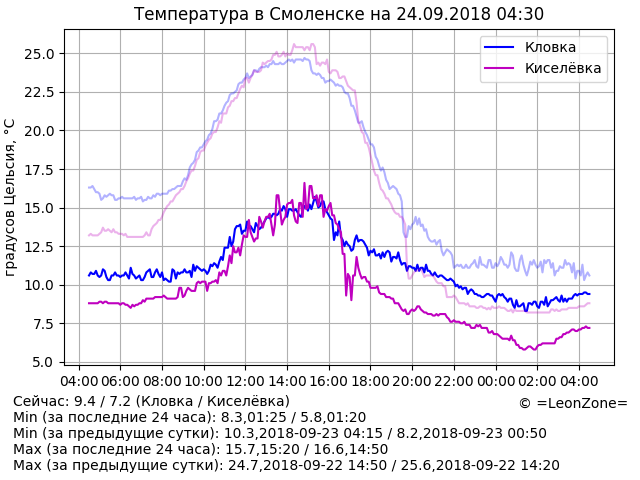 Температура в Смоленске на 24.09.2018 04:30
Кловка
Киселёвка
градусов Цельсия, °C
25.0
22.5
20.0
17.5
15.0
12.5
10.0
7.5
5.0
04:00 06:00 08:00 10:00 12:00 14:00 16:00 18:00 20:00 22:00 00:00 02:00 04:00
Сейчас: 9.4 / 7.2 (Кловка / Киселёвка)
© =LeonZone=
Min (за последние 24 часа): 8.3,01:25 / 5.8,01:20
Min (за предыдущие сутки): 10.3,2018-09-23 04:15 / 8.2,2018-09-23 00:50
Max (за последние 24 часа): 15.7,15:20 / 16.6,14:50
Max (за предыдущие сутки): 24.7,2018-09-22 14:50 / 25.6,2018-09-22 14:20